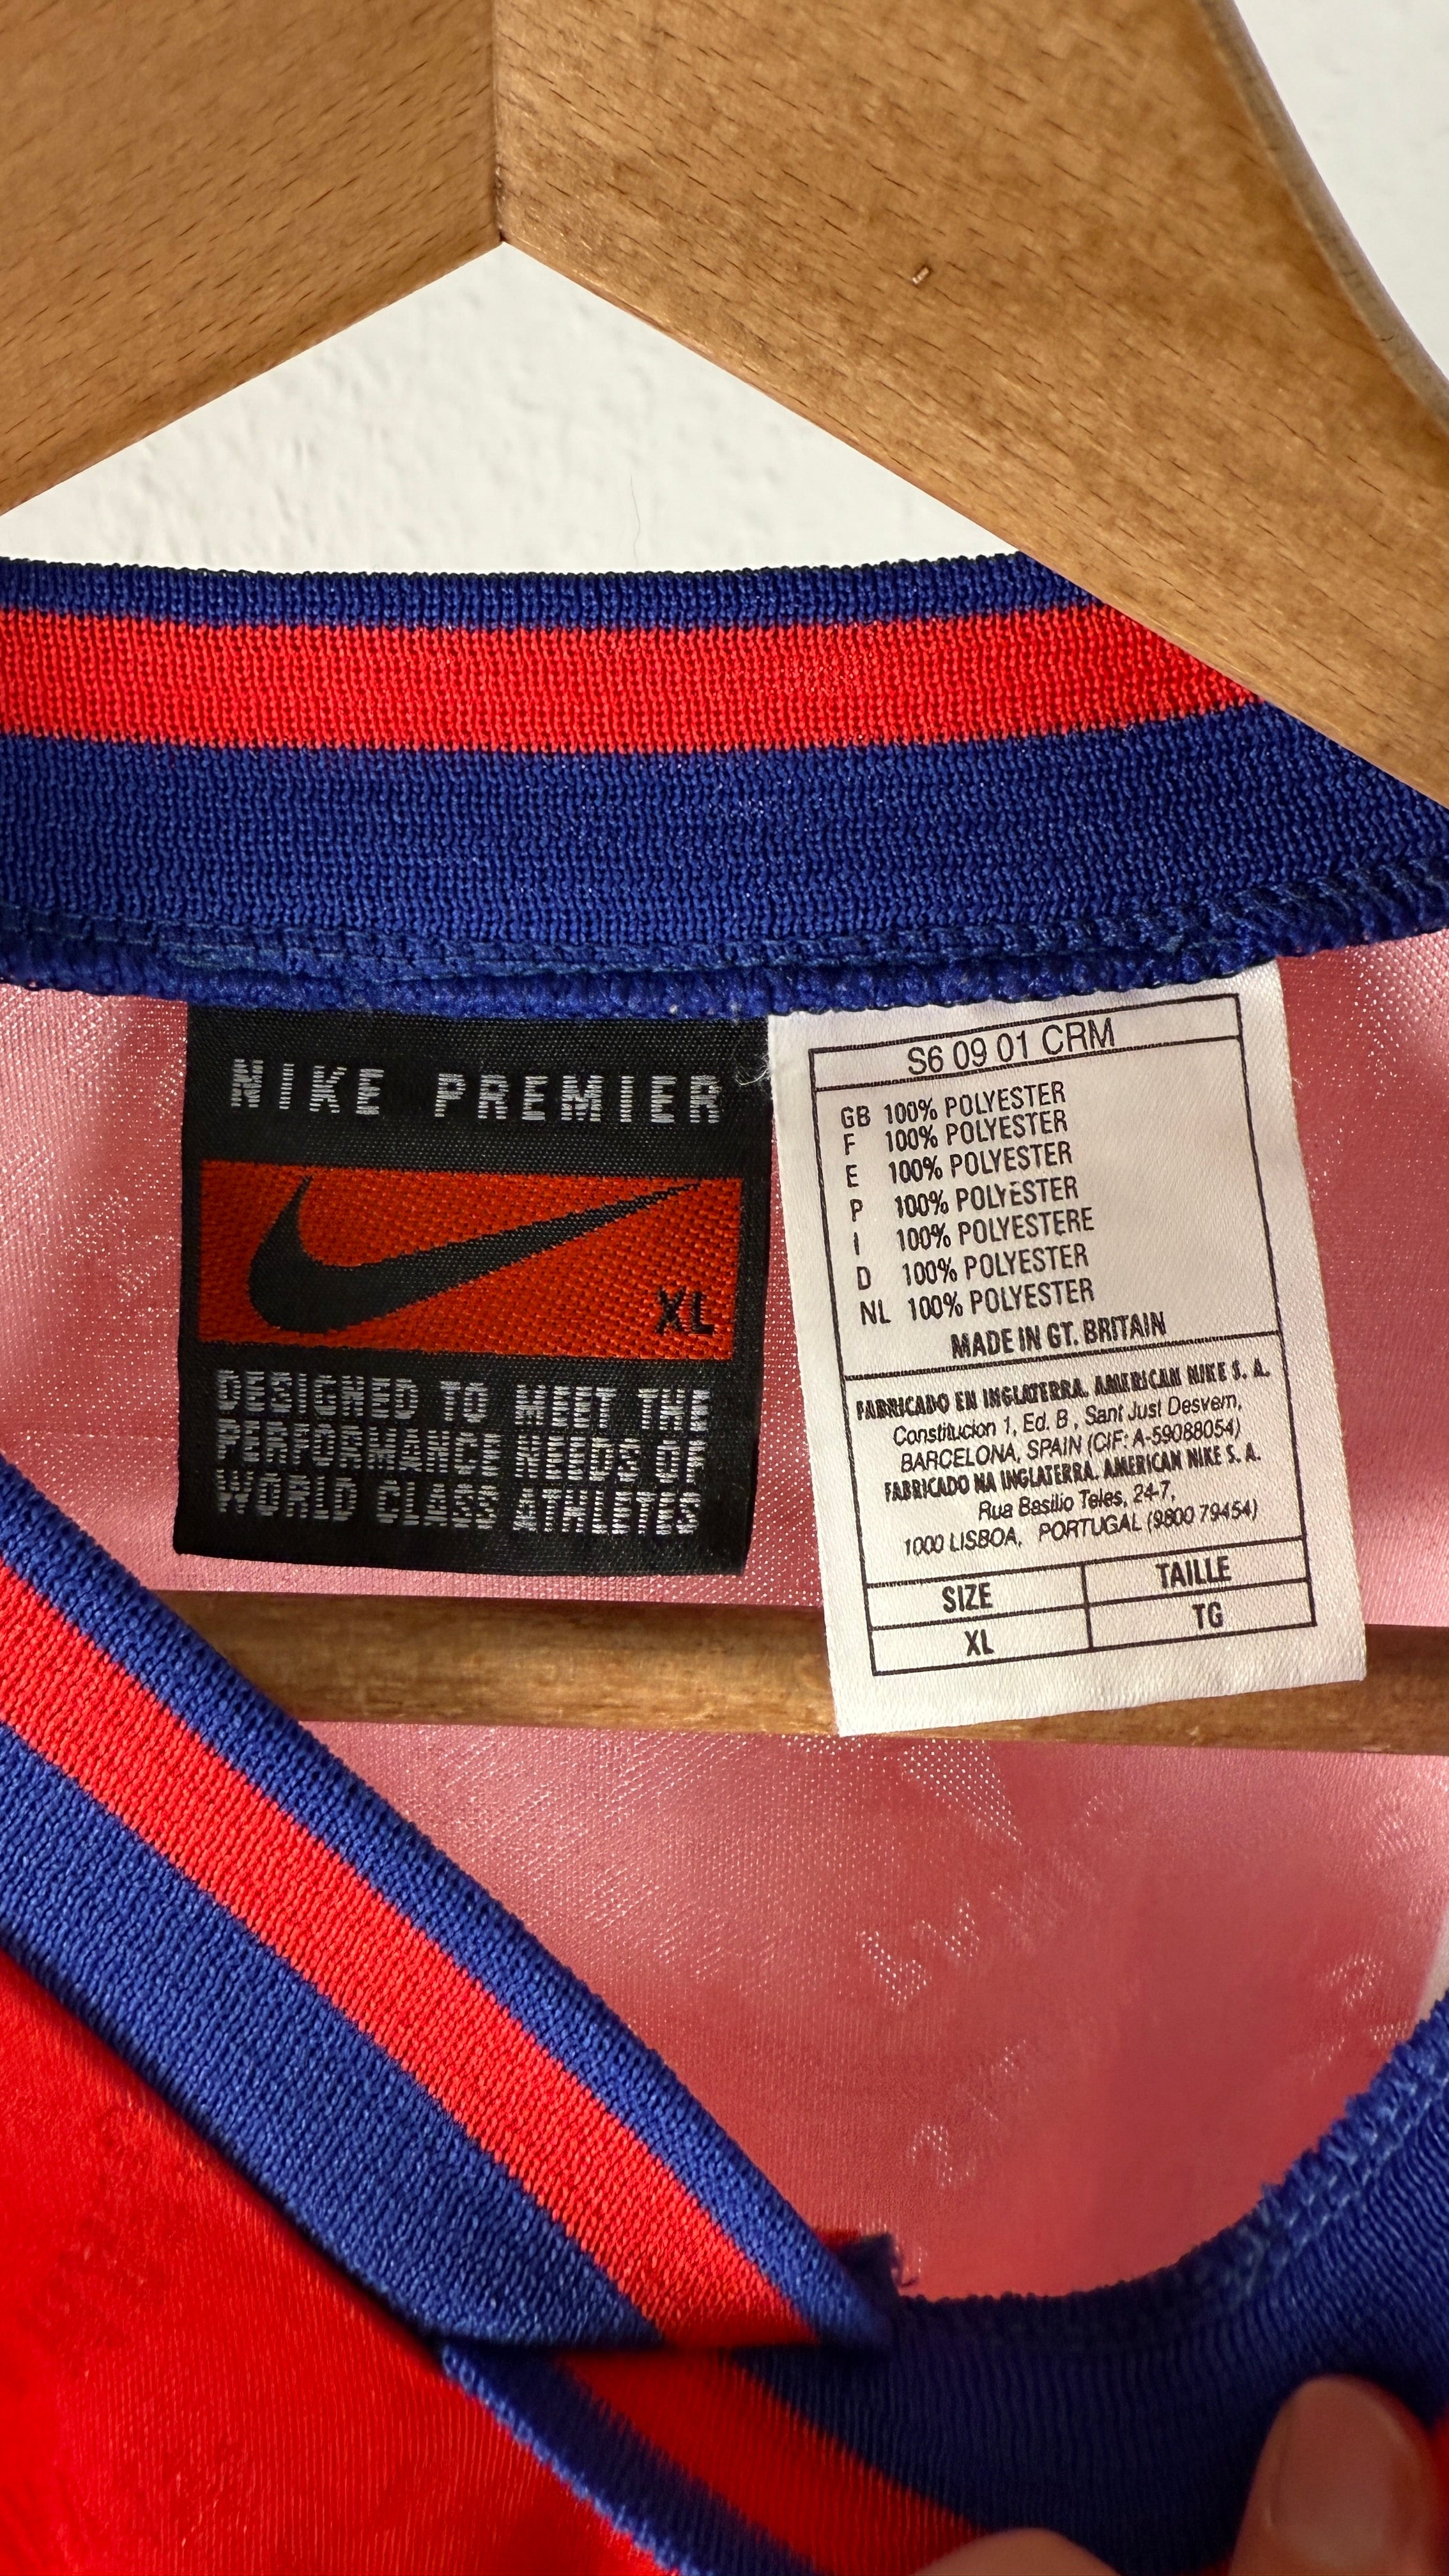 NIKE PREMIER
XL
DESIGNED TO MEET THE
PERFORMANCE NEEDS OF
WORLD CLASS ATHLETES
S6 09 01 CRM
GB 100% POLYESTER
F 100% POLYESTER
E 100% POLYESTER
P 100% POLYESTER
I 100% POLYESTERE
D 100% POLYESTER
NL 100% POLYESTER
MADE IN GT. BRITAIN
FABRICADO EN INGLATERRA. AMERICAN NIKE S. A.
Constitucion 1, Ed. B , Sant Just Desvern,
BARCELONA, SPAIN (CIF: A-59088054)
FABRICADO NA INGLATERRA. AMERICAN NIKE S. A.
Rua Basilio Teles, 24-7,
1000 LISBOA, PORTUGAL (9800 79454)
SIZE TAILLE
XL TG